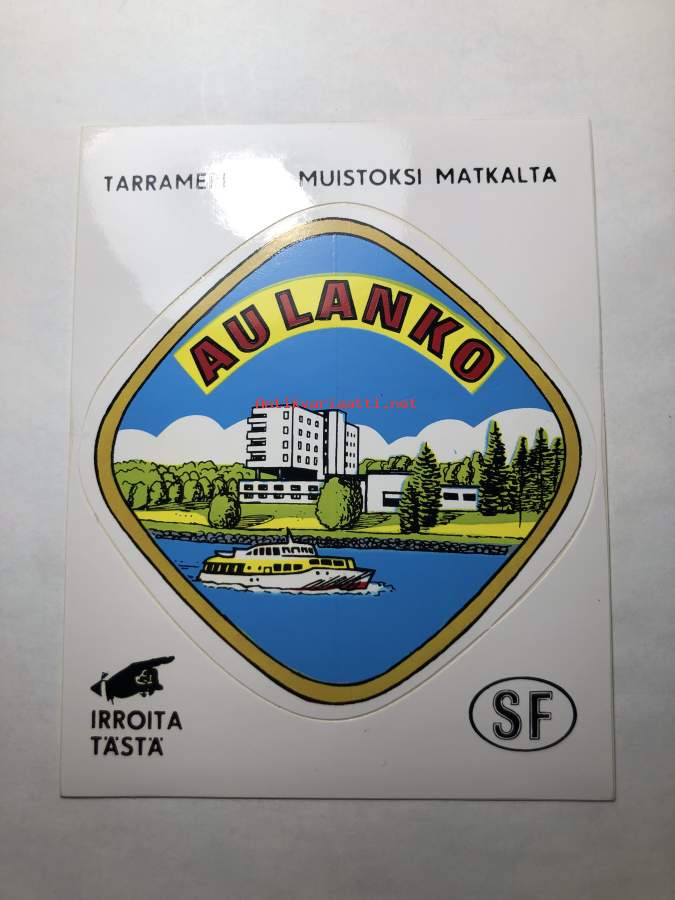 MUISTOKSI MATKALTA
AULANKO
Antikvariaatti.net
IRROITA
TÄSTÄ
SF